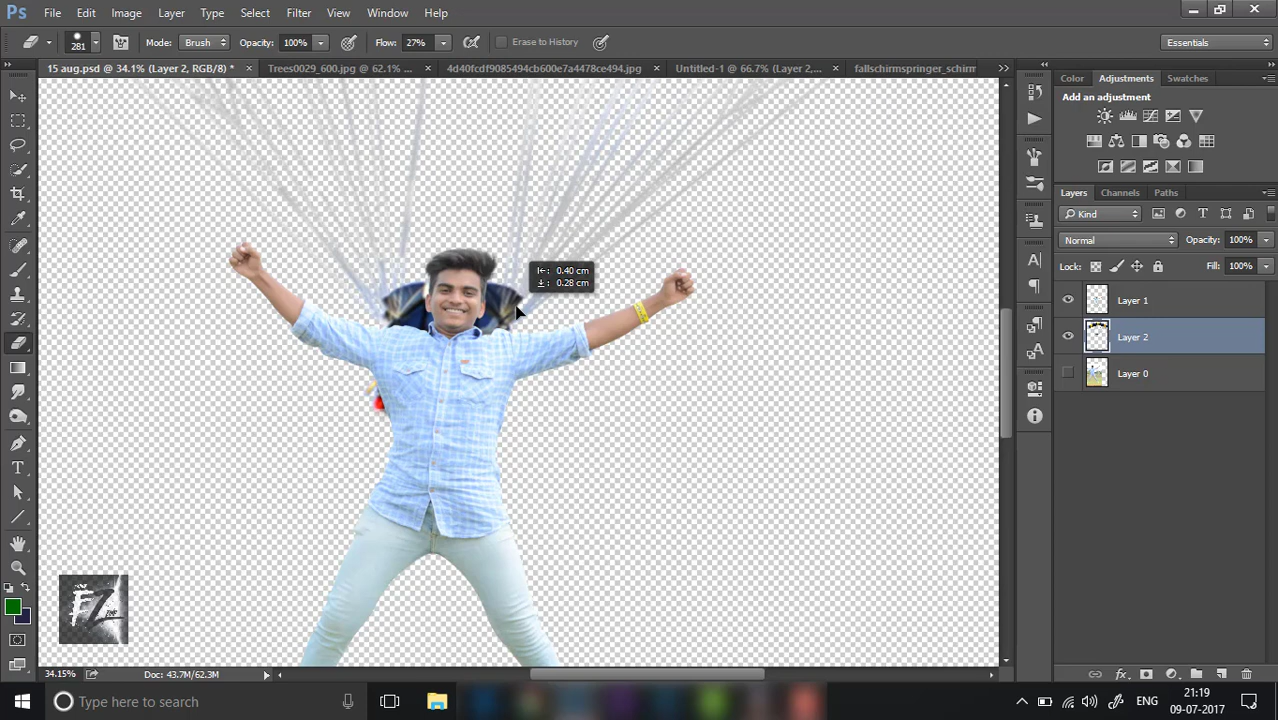 Ps File Edit Image Layer Type Select Filter View Window Help
281 Mode: Brush Opacity: 100% Flow: 27% Erase to History Essentials
15 aug.psd @ 34.1% (Layer 2, RGB/8) * × Trees0029_600.jpg @ 62.1% ... × 4d40fcdf9085494cb600e7a4478ce494.jpg × Untitled-1 @ 66.7% (Layer 2,... × fallschirmspringer_schirm
Color Adjustments Swatches
Add an adjustment
Layers Channels Paths
Kind
Normal Opacity: 100%
Lock: Fill: 100%
Layer 1
Layer 2
Layer 0
0.40 cm
0.28 cm
FZ
34.15% Doc: 43.7M/62.3M
Type here to search
ENG
21:19
09-07-2017